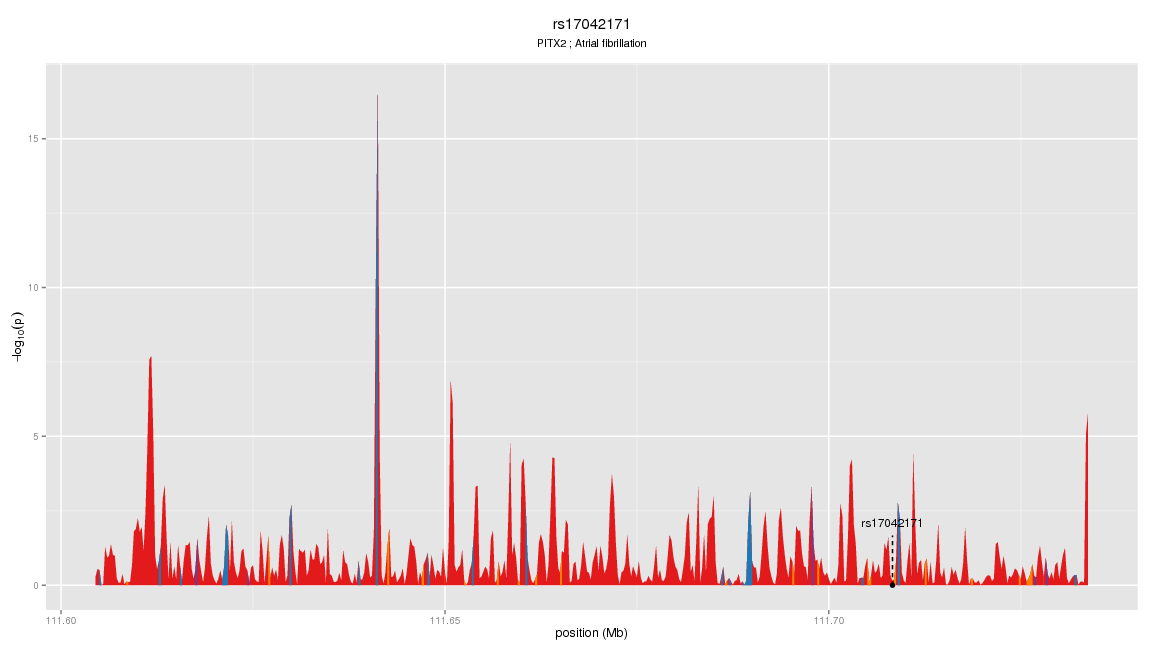 rs17042171
PITX2 ; Atrial fibrillation
15
10
5
0
−log10(p)
rs17042171
111.60
111.65
111.70
position (Mb)